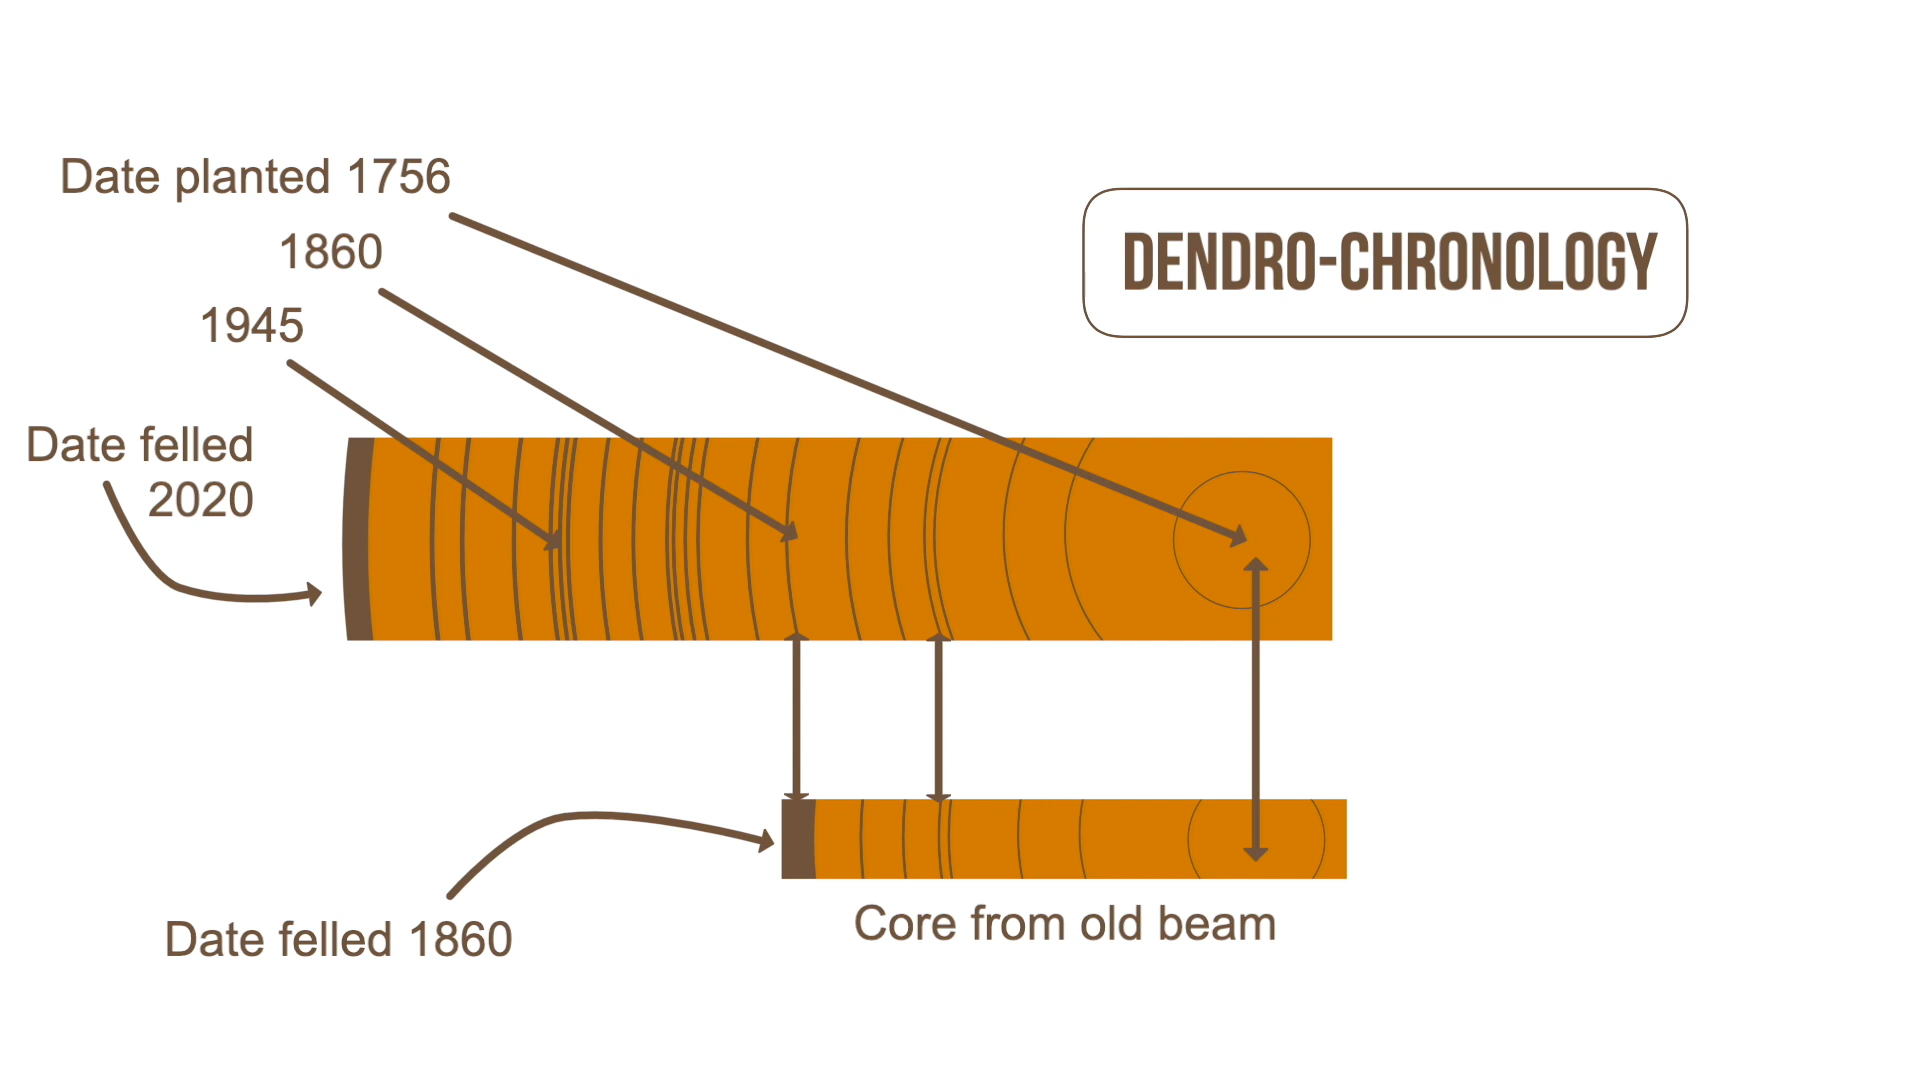 Date planted 1756
1860
1945
Date felled
2020
DENDRO-CHRONOLOGY
Date felled 1860
Core from old beam